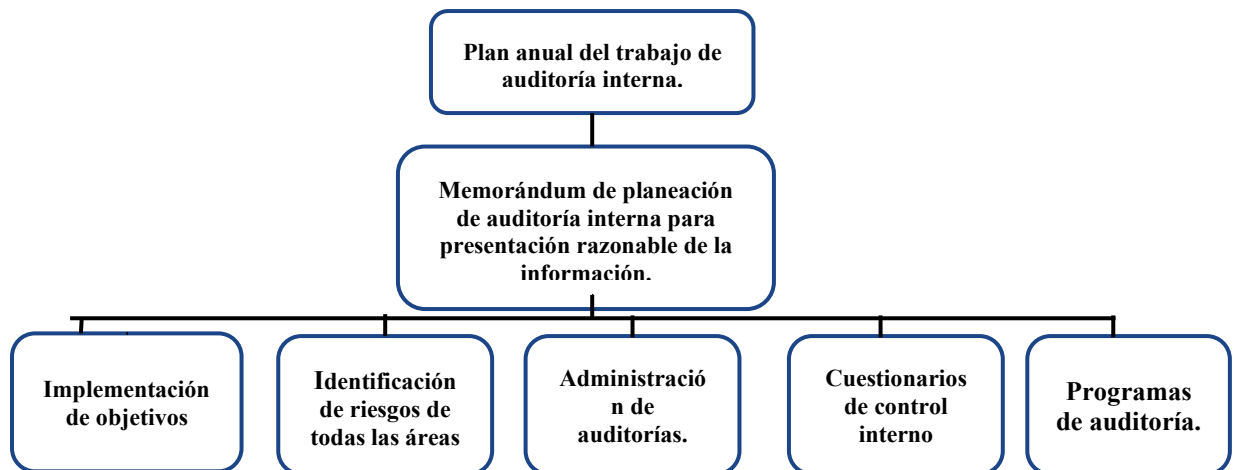 Plan anual del trabajo de
auditoría interna.
Memorándum de planeación
de auditoría interna para
presentación razonable de la
información.
Implementación
de objetivos
Identificación
de riesgos de
todas las áreas
Administració
n de
auditorías.
Cuestionarios
de control
interno
Programas
de auditoría.